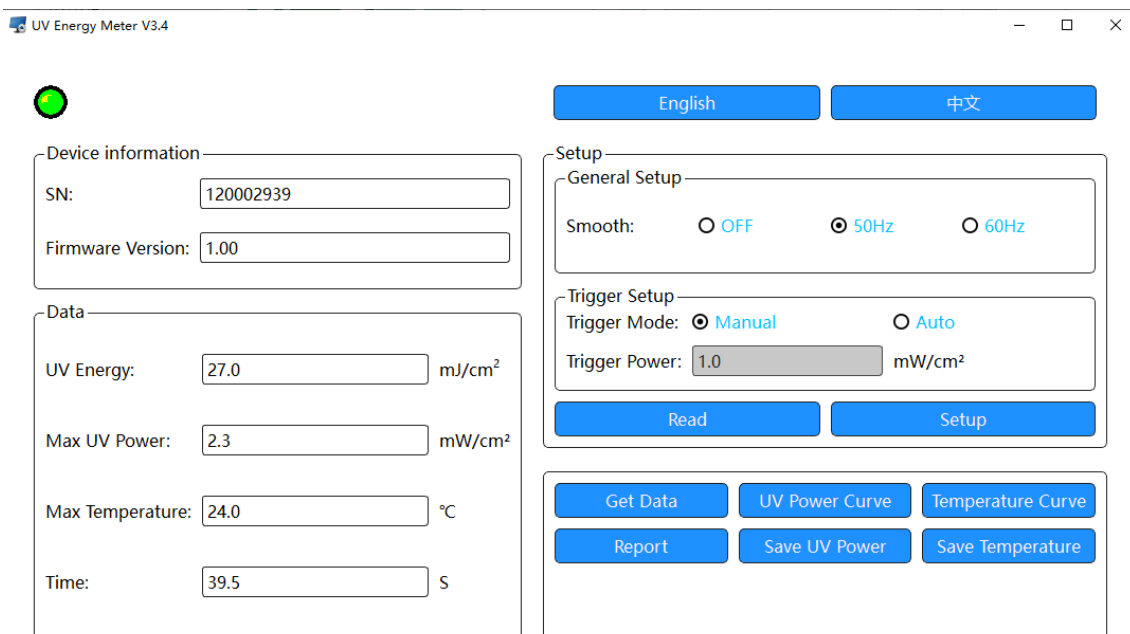 UV Energy Meter V3.4
English 中文
Device information
SN: 120002939
Firmware Version: 1.00
Data
UV Energy: 27.0 mJ/cm²
Max UV Power: 2.3 mW/cm²
Max Temperature: 24.0 ℃
Time: 39.5 S
Setup
General Setup
Smooth: OFF 50Hz 60Hz
Trigger Setup
Trigger Mode: Manual Auto
Trigger Power: 1.0 mW/cm²
Read Setup
Get Data UV Power Curve Temperature Curve
Report Save UV Power Save Temperature